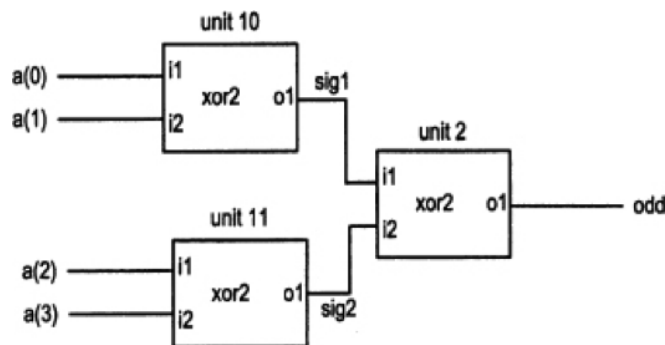 unit 10
a(0)
i1
sig1
xor2
o1
a(1)
i2
unit 2
i1
xor2
o1
odd
i2
unit 11
a(2)
i1
xor2
o1
a(3)
i2
sig2